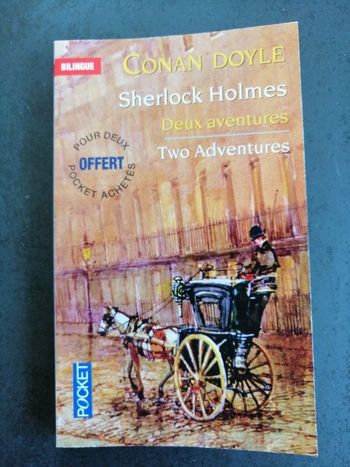 BILINGUE
CONAN DOYLE
Sherlock Holmes
Deux aventures
Two Adventures
POUR DEUX
OFFERT
POCKET ACHETÉS
POCKET